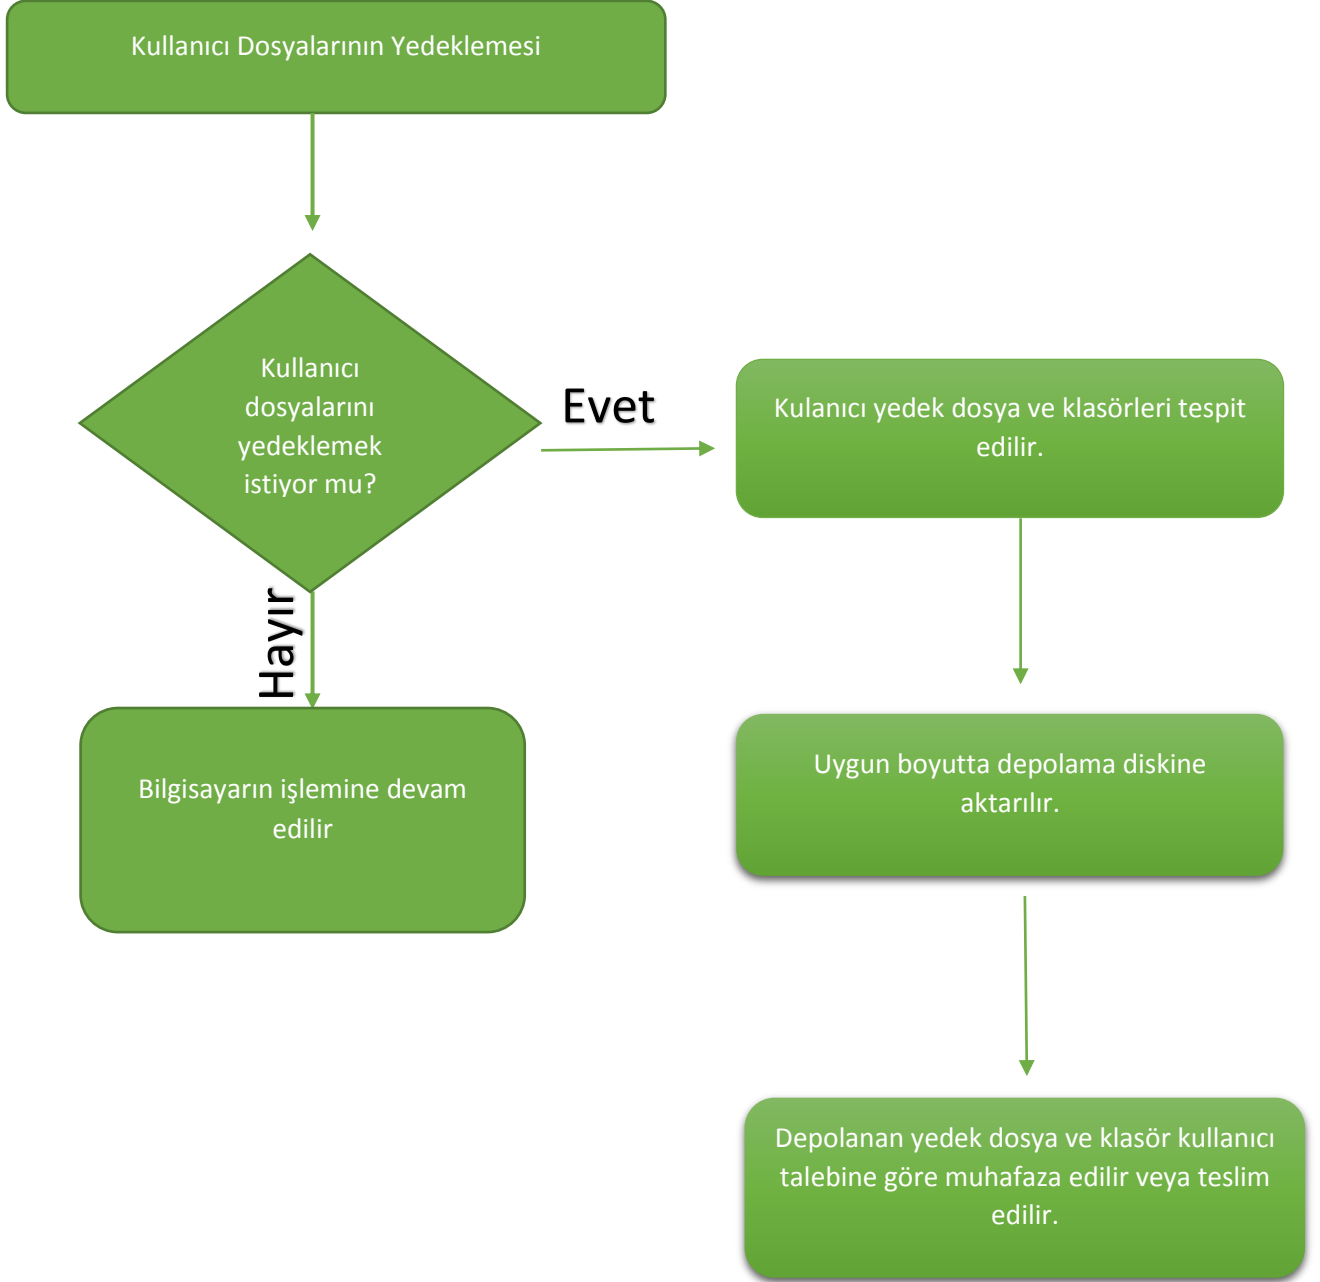 Kullanıcı Dosyalarının Yedeklemesi
Kullanıcı
dosyalarını
yedeklemek
istiyor mu?
Evet
Kulanıcı yedek dosya ve klasörleri tespit
edilir.
Hayır
Bilgisayarın işlemine devam
edilir
Uygun boyutta depolama diskine
aktarılır.
Depolanan yedek dosya ve klasör kullanıcı
talebine göre muhafaza edilir veya teslim
edilir.